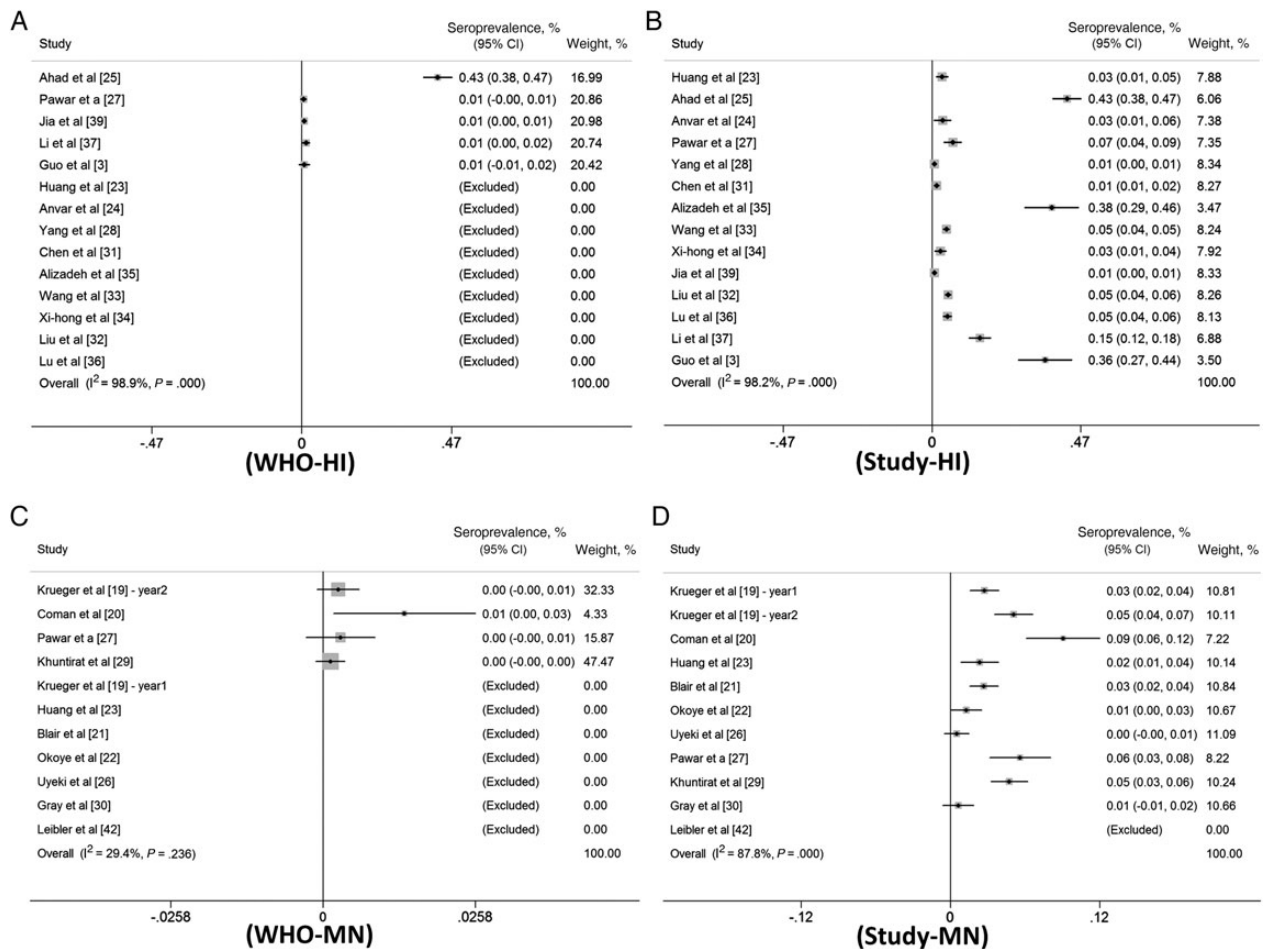 A
Seroprevalence, %
Study (95% CI) Weight, %
Ahad et al [25] 0.43 (0.38, 0.47) 16.99
Pawar et a [27] 0.01 (-0.00, 0.01) 20.86
Jia et al [39] 0.01 (0.00, 0.01) 20.98
Li et al [37] 0.01 (0.00, 0.02) 20.74
Guo et al [3] 0.01 (-0.01, 0.02) 20.42
Huang et al [23] (Excluded) 0.00
Anvar et al [24] (Excluded) 0.00
Yang et al [28] (Excluded) 0.00
Chen et al [31] (Excluded) 0.00
Alizadeh et al [35] (Excluded) 0.00
Wang et al [33] (Excluded) 0.00
Xi-hong et al [34] (Excluded) 0.00
Liu et al [32] (Excluded) 0.00
Lu et al [36] (Excluded) 0.00
Overall (I² = 98.9%, P = .000) 100.00
-.47 0 .47
(WHO-HI)
B
Seroprevalence, %
Study (95% CI) Weight, %
Huang et al [23] 0.03 (0.01, 0.05) 7.88
Ahad et al [25] 0.43 (0.38, 0.47) 6.06
Anvar et al [24] 0.03 (0.01, 0.06) 7.38
Pawar et a [27] 0.07 (0.04, 0.09) 7.35
Yang et al [28] 0.01 (0.00, 0.01) 8.34
Chen et al [31] 0.01 (0.01, 0.02) 8.27
Alizadeh et al [35] 0.38 (0.29, 0.46) 3.47
Wang et al [33] 0.05 (0.04, 0.05) 8.24
Xi-hong et al [34] 0.03 (0.01, 0.04) 7.92
Jia et al [39] 0.01 (0.00, 0.01) 8.33
Liu et al [32] 0.05 (0.04, 0.06) 8.26
Lu et al [36] 0.05 (0.04, 0.06) 8.13
Li et al [37] 0.15 (0.12, 0.18) 6.88
Guo et al [3] 0.36 (0.27, 0.44) 3.50
Overall (I² = 98.2%, P = .000) 100.00
-.47 0 .47
(Study-HI)
C
Seroprevalence, %
Study (95% CI) Weight, %
Krueger et al [19] - year2 0.00 (-0.00, 0.01) 32.33
Coman et al [20] 0.01 (0.00, 0.03) 4.33
Pawar et a [27] 0.00 (-0.00, 0.01) 15.87
Khuntirat et al [29] 0.00 (-0.00, 0.00) 47.47
Krueger et al [19] - year1 (Excluded) 0.00
Huang et al [23] (Excluded) 0.00
Blair et al [21] (Excluded) 0.00
Okoye et al [22] (Excluded) 0.00
Uyeki et al [26] (Excluded) 0.00
Gray et al [30] (Excluded) 0.00
Leibler et al [42] (Excluded) 0.00
Overall (I² = 29.4%, P = .236) 100.00
-.0258 0 .0258
(WHO-MN)
D
Seroprevalence, %
Study (95% CI) Weight, %
Krueger et al [19] - year1 0.03 (0.02, 0.04) 10.81
Krueger et al [19] - year2 0.05 (0.04, 0.07) 10.11
Coman et al [20] 0.09 (0.06, 0.12) 7.22
Huang et al [23] 0.02 (0.01, 0.04) 10.14
Blair et al [21] 0.03 (0.02, 0.04) 10.84
Okoye et al [22] 0.01 (0.00, 0.03) 10.67
Uyeki et al [26] 0.00 (-0.00, 0.01) 11.09
Pawar et a [27] 0.06 (0.03, 0.08) 8.22
Khuntirat et al [29] 0.05 (0.03, 0.06) 10.24
Gray et al [30] 0.01 (-0.01, 0.02) 10.66
Leibler et al [42] (Excluded) 0.00
Overall (I² = 87.8%, P = .000) 100.00
-.12 0 .12
(Study-MN)